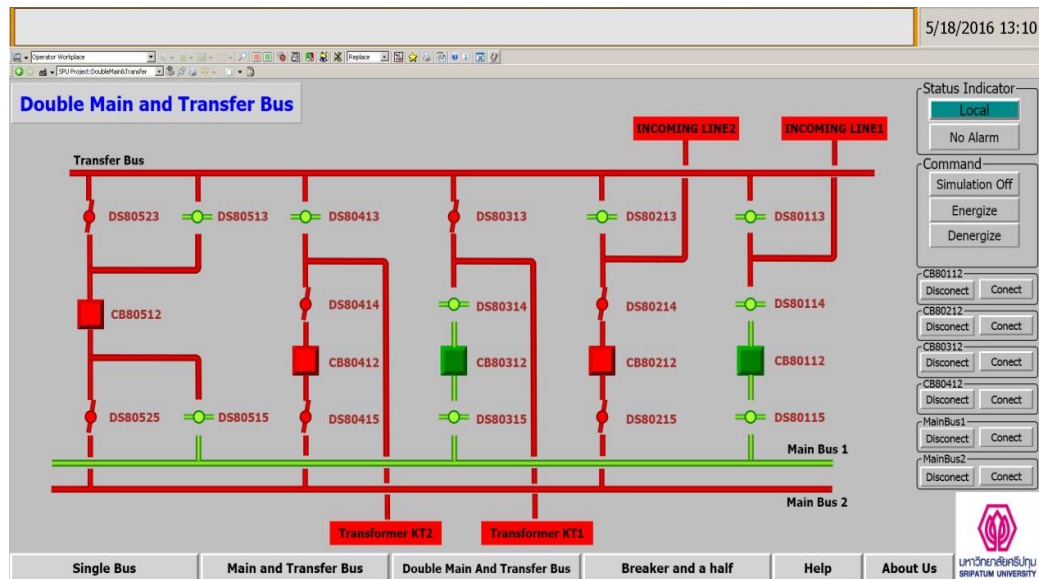 5/18/2016 13:10
Operator Workplace
Replace
SPU Project:DoubleMain&Transfer
Double Main and Transfer Bus
Status Indicator
Local
No Alarm
INCOMING LINE2
INCOMING LINE1
Transfer Bus
Command
Simulation Off
Energize
Denergize
DS80523
DS80513
DS80413
DS80313
DS80213
DS80113
CB80112
Disconect
Conect
CB80512
DS80414
DS80314
DS80214
DS80114
CB80212
Disconect
Conect
CB80312
Disconect
Conect
CB80412
CB80312
CB80212
CB80112
CB80412
Disconect
Conect
DS80525
DS80515
DS80415
DS80315
DS80215
DS80115
MainBus1
Disconect
Conect
Main Bus 1
MainBus2
Disconect
Conect
Main Bus 2
Transformer KT2
Transformer KT1
Single Bus
Main and Transfer Bus
Double Main And Transfer Bus
Breaker and a half
Help
About Us
มหาวิทยาลัยศรีปทุม
SRIPATUM UNIVERSITY